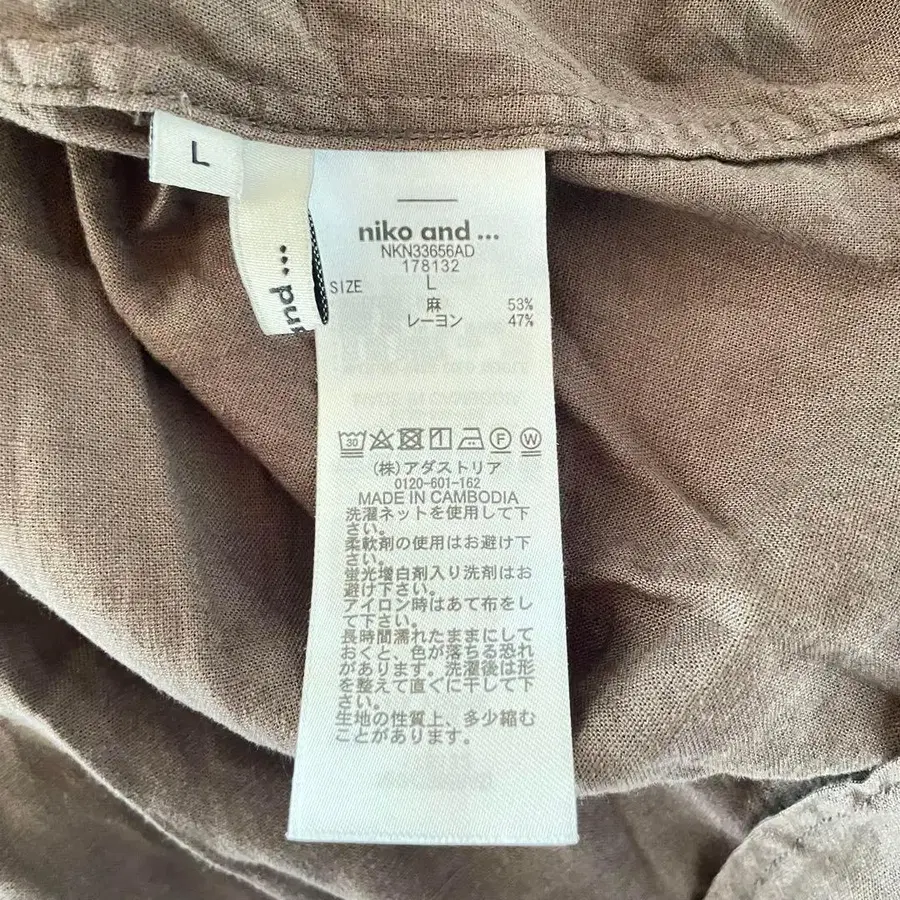 L
niko and ...
NKN33656AD
178132
SIZE L
麻 53%
レーヨン 47%
30
F
W
(株)アダストリア
0120-601-162
MADE IN CAMBODIA
洗濯ネットを使用して下
さい。
柔軟剤の使用はお避け下
さい。
蛍光増白剤入り洗剤はお
避け下さい。
アイロン時はあて布をし
て下さい。
長時間濡れたままにして
おくと、色が落ちる恐れ
があります。洗濯後は形
を整えて直ぐに干して下
さい。
生地の性質上、多少縮む
ことがあります。